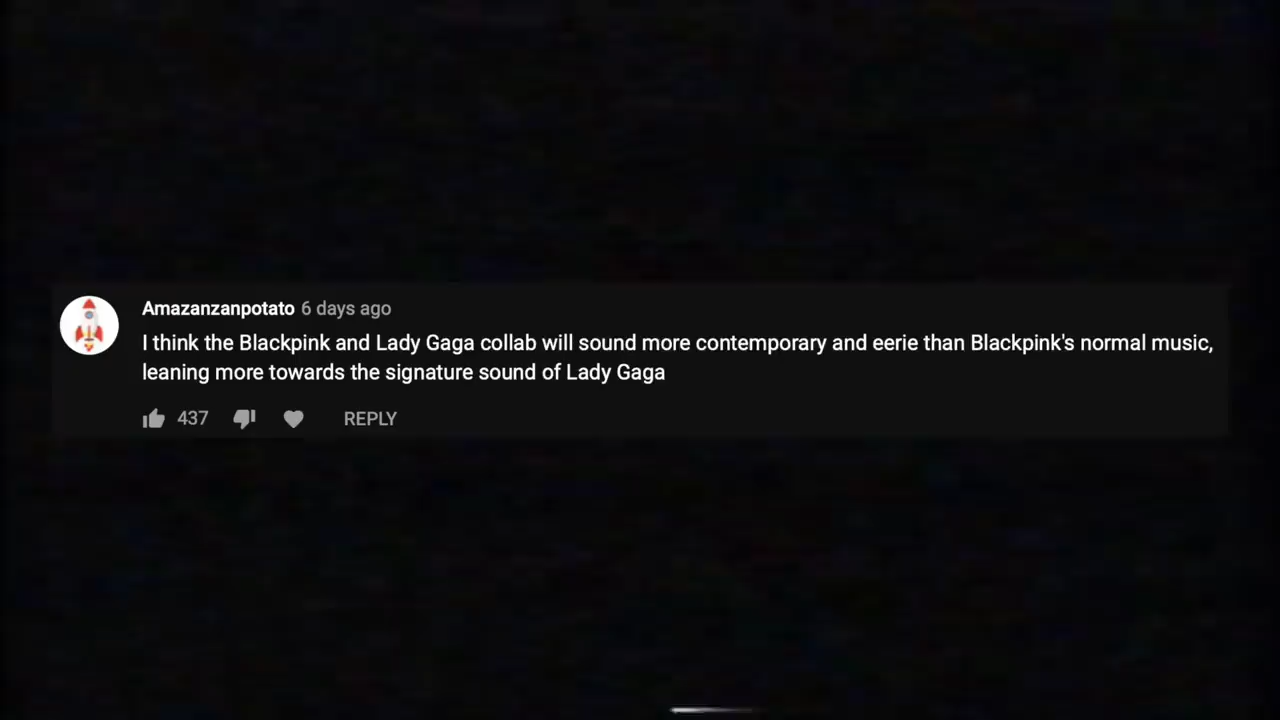 Amazanzanpotato 6 days ago
I think the Blackpink and Lady Gaga collab will sound more contemporary and eerie than Blackpink's normal music,
leaning more towards the signature sound of Lady Gaga
437 REPLY